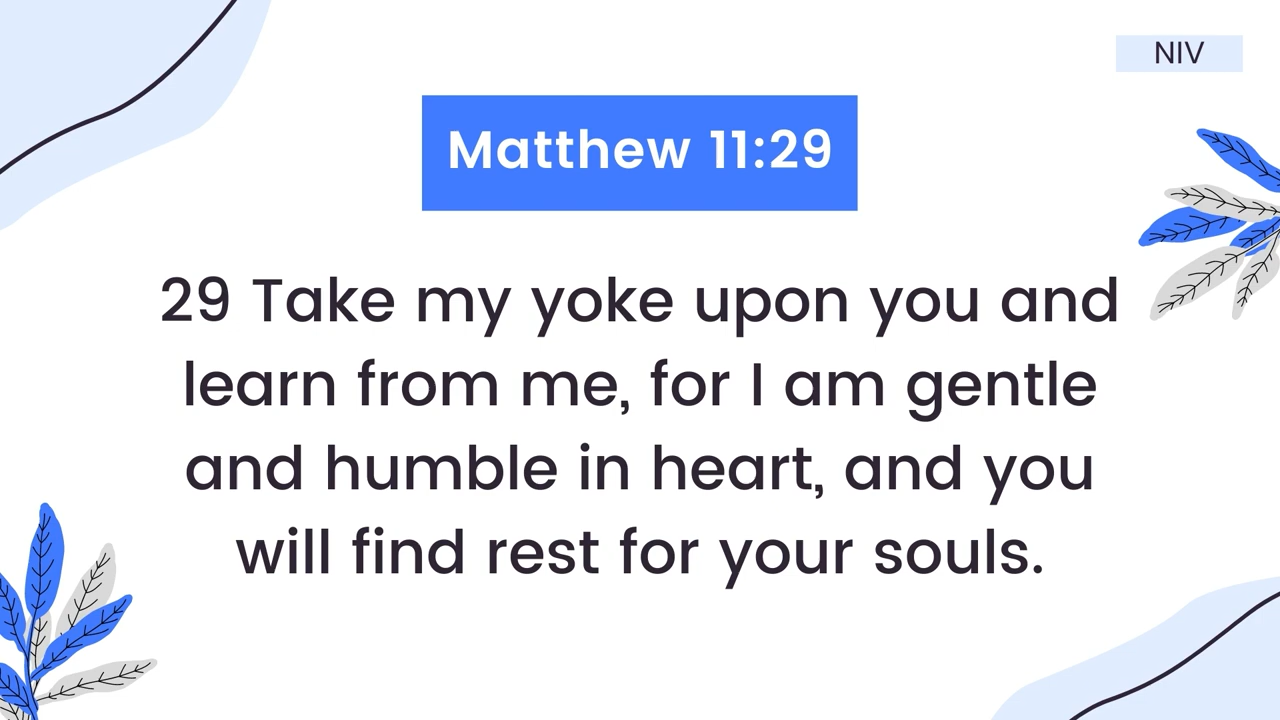 NIV
Matthew 11:29
29 Take my yoke upon you and
learn from me, for I am gentle
and humble in heart, and you
will find rest for your souls.